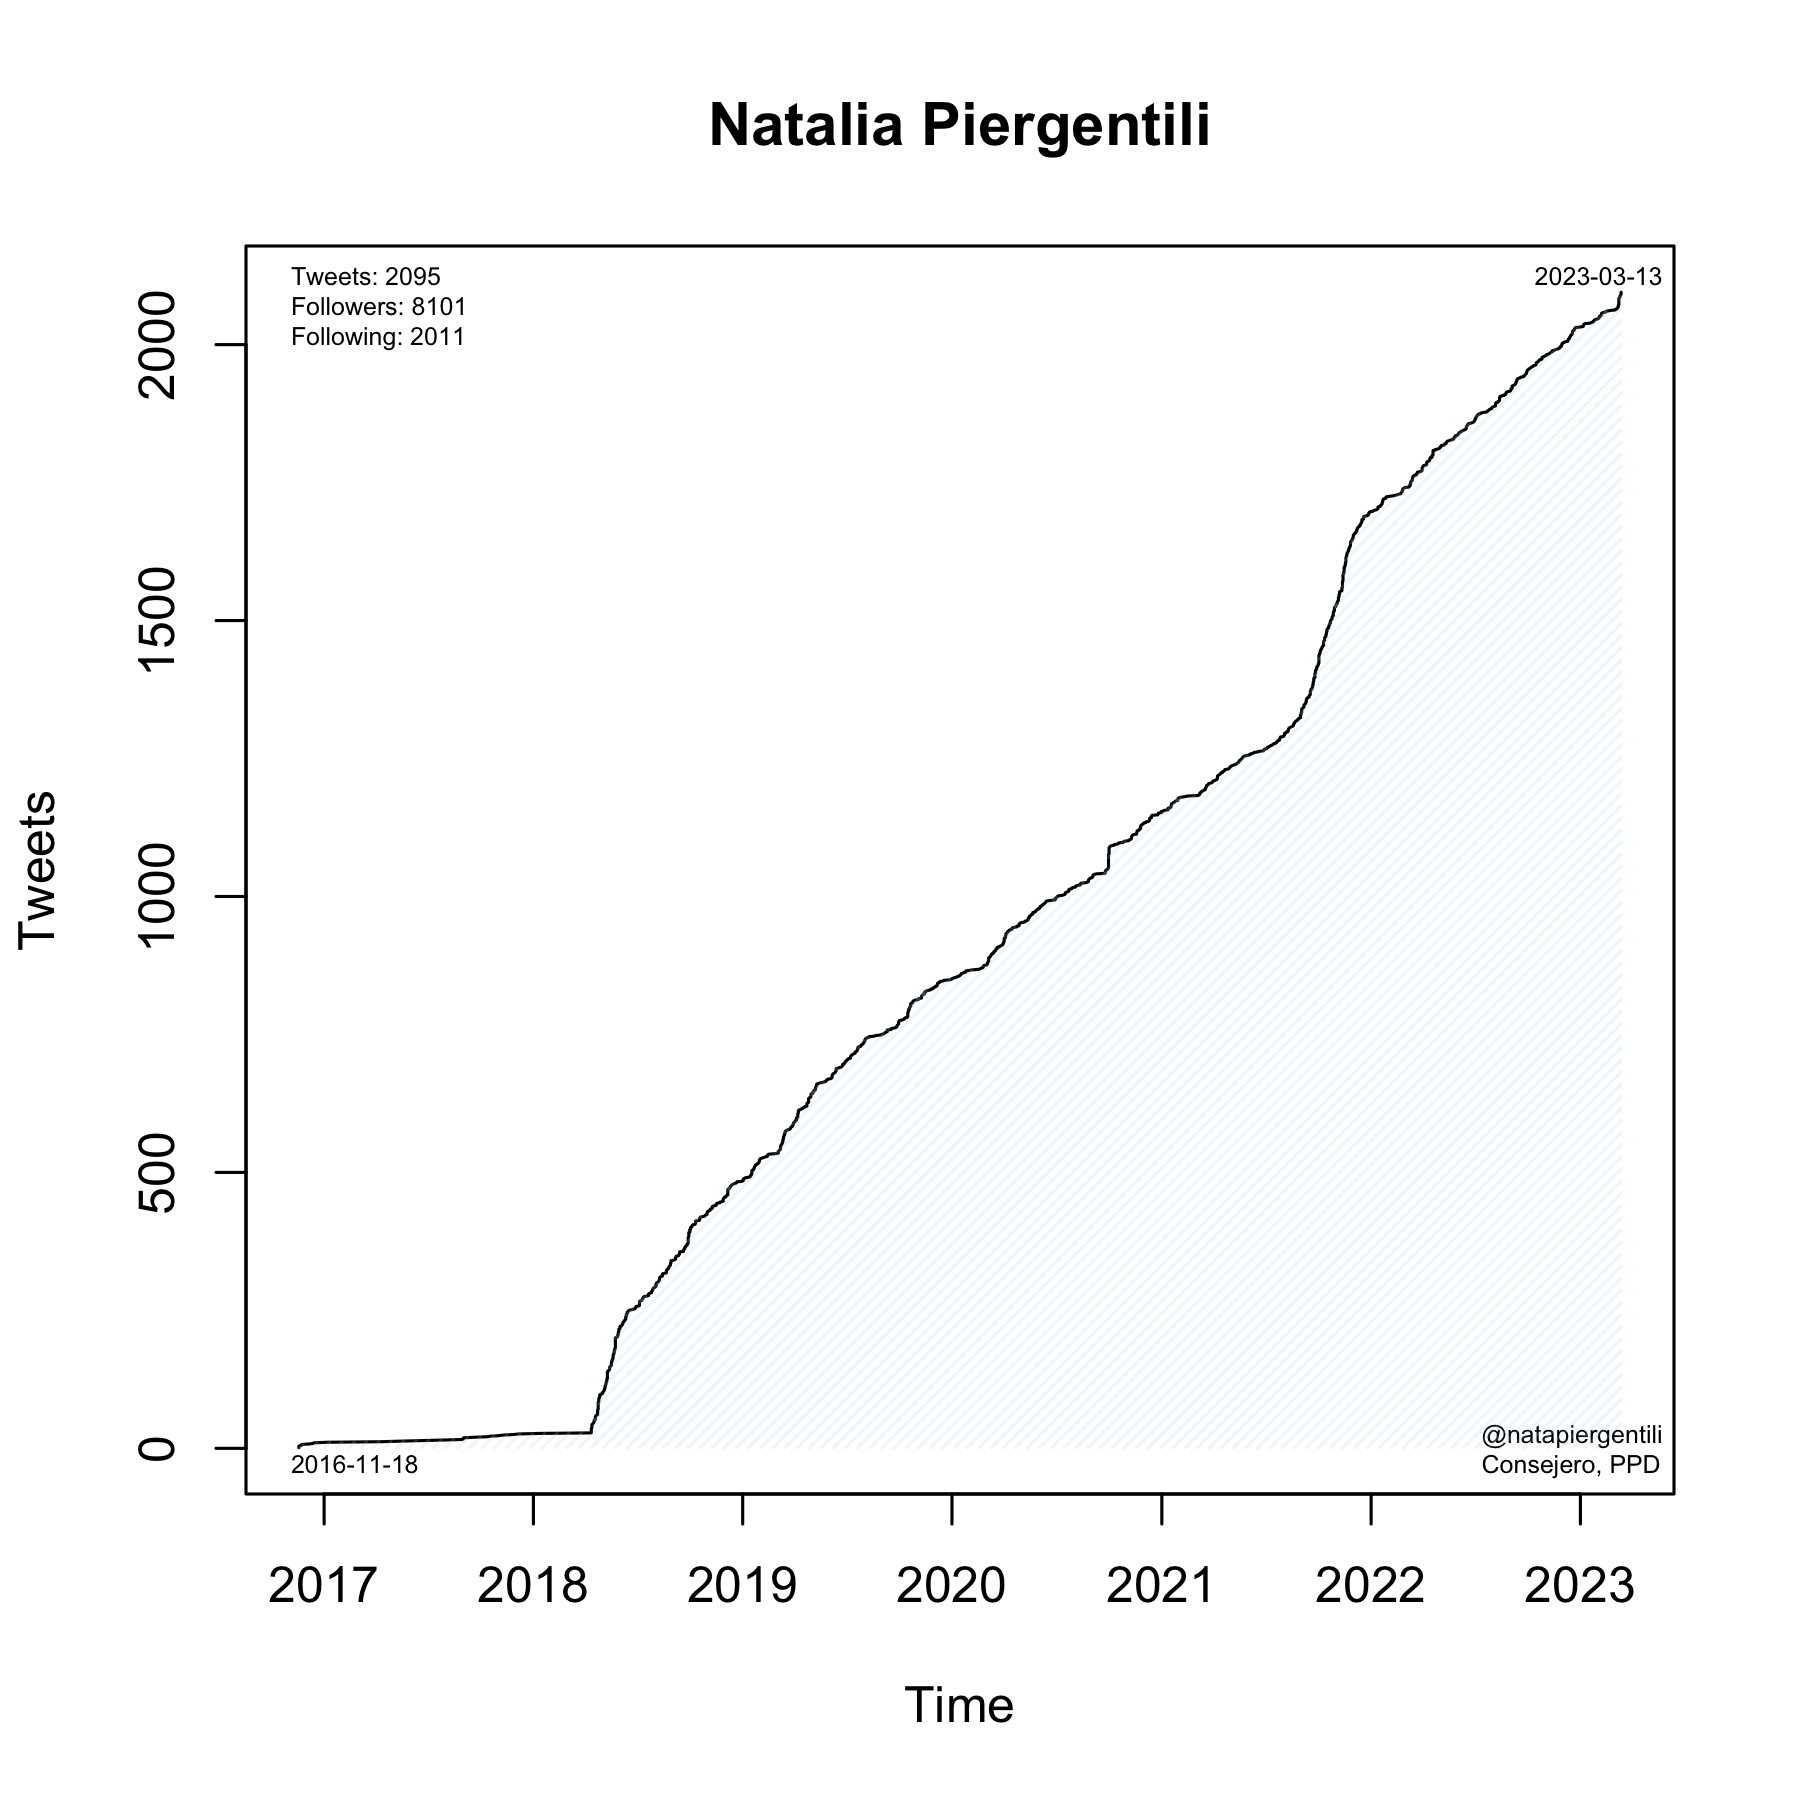 Natalia Piergentili
Tweets: 2095
Followers: 8101
Following: 2011
2023-03-13
2000
1500
1000
500
0
Tweets
2016-11-18
@natapiergentili
Consejero, PPD
2017 2018 2019 2020 2021 2022 2023
Time